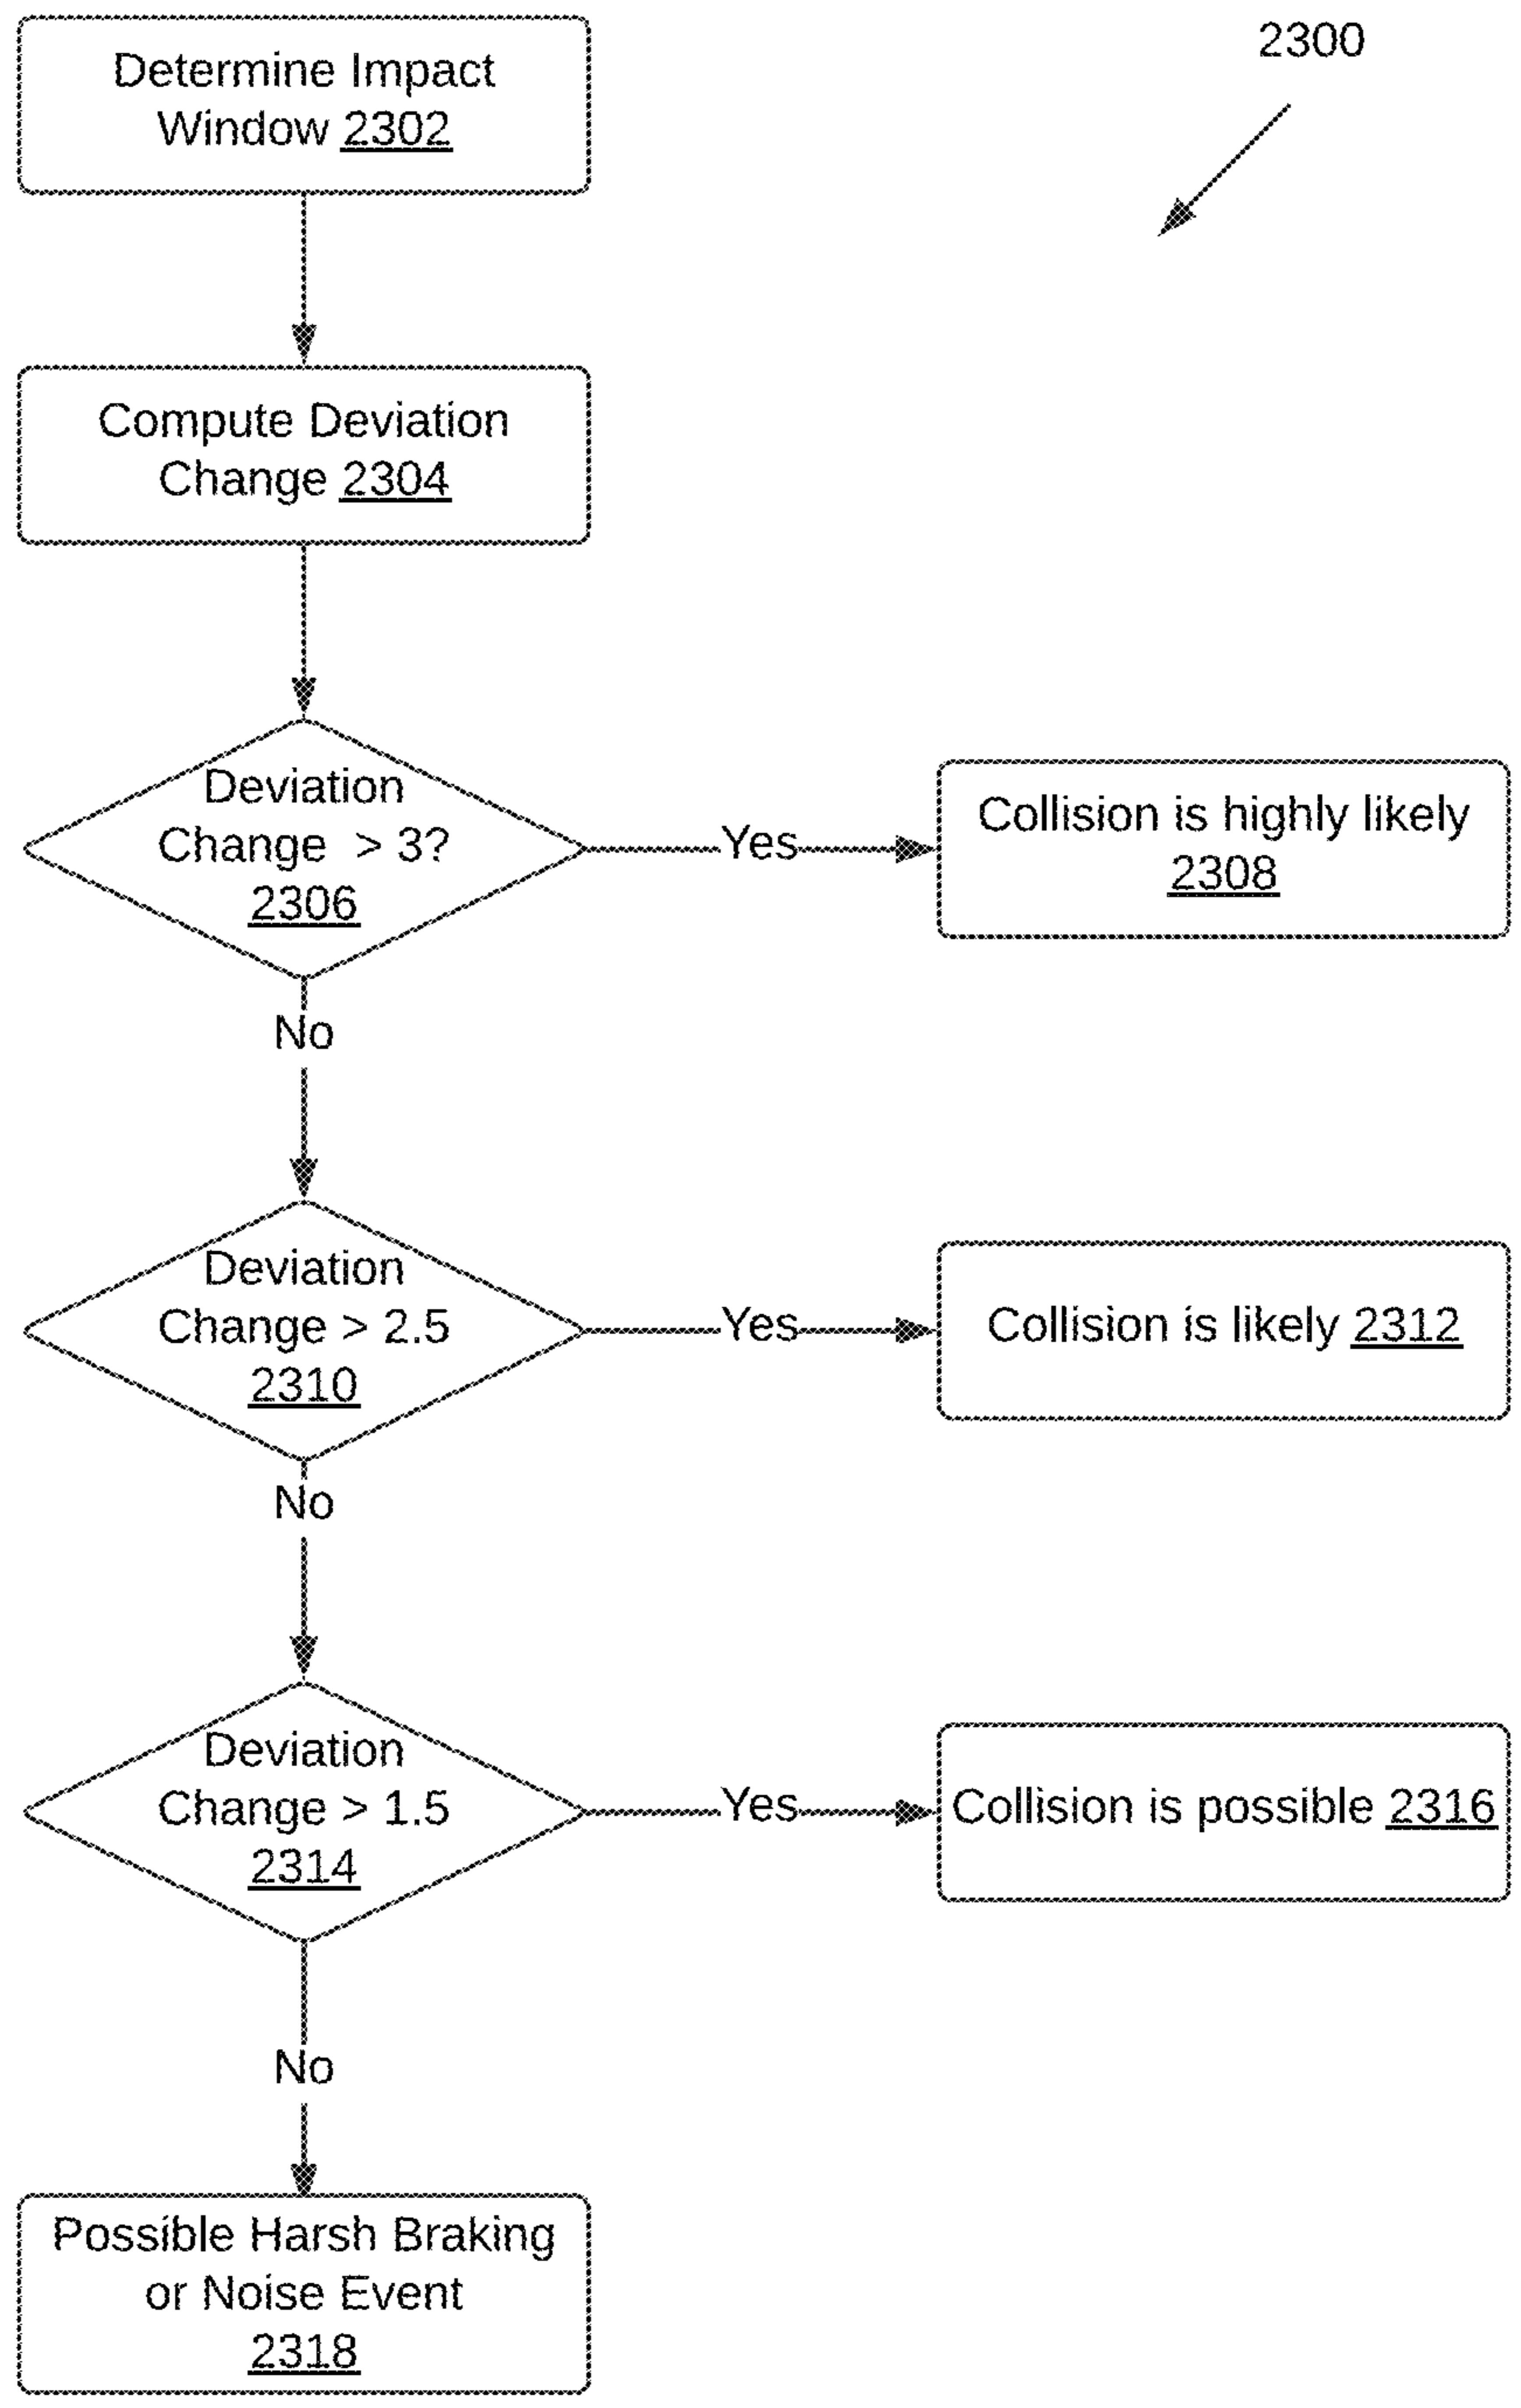 2300
Determine Impact
Window 2302
Compute Deviation
Change 2304
Deviation
Change > 3?
2306
Yes
Collision is highly likely
2308
No
Deviation
Change > 2.5
2310
Yes
Collision is likely 2312
No
Deviation
Change > 1.5
2314
Yes
Collision is possible 2316
No
Possible Harsh Braking
or Noise Event
2318